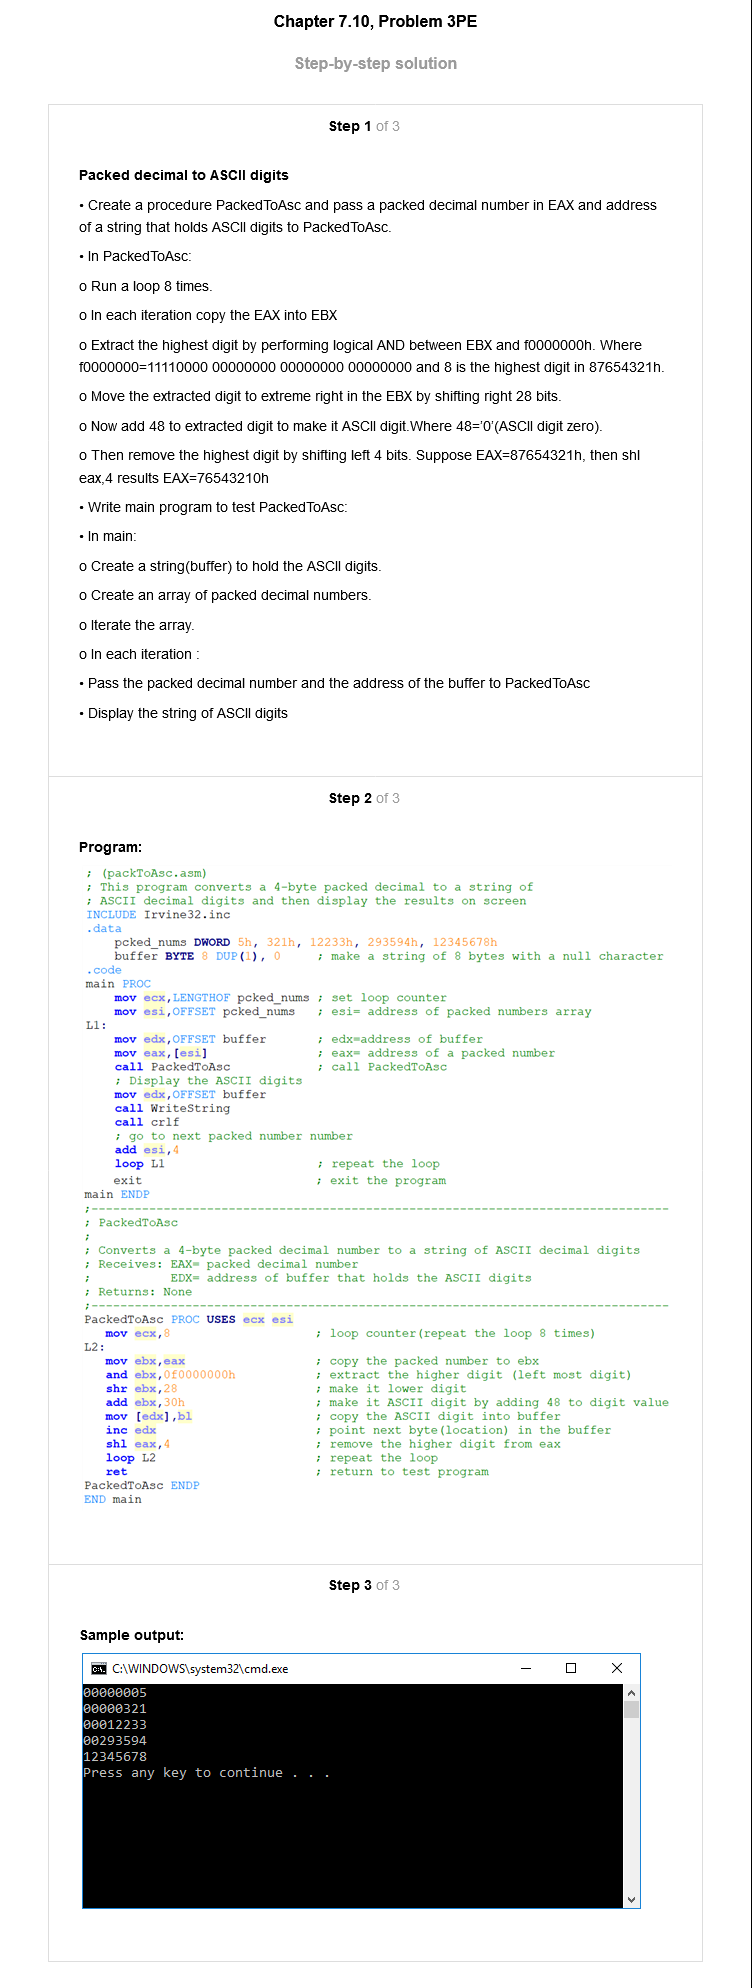 Chapter 7.10, Problem 3PE
Step-by-step solution
Step 1 of 3
Packed decimal to ASCII digits
• Create a procedure PackedToAsc and pass a packed decimal number in EAX and address
of a string that holds ASCII digits to PackedToAsc.
• In PackedToAsc:
o Run a loop 8 times.
o In each iteration copy the EAX into EBX
o Extract the highest digit by performing logical AND between EBX and f0000000h. Where
f0000000=11110000 00000000 00000000 00000000 and 8 is the highest digit in 87654321h.
o Move the extracted digit to extreme right in the EBX by shifting right 28 bits.
o Now add 48 to extracted digit to make it ASCII digit.Where 48='0'(ASCII digit zero).
o Then remove the highest digit by shifting left 4 bits. Suppose EAX=87654321h, then shl
eax,4 results EAX=76543210h
• Write main program to test PackedToAsc:
• In main:
o Create a string(buffer) to hold the ASCII digits.
o Create an array of packed decimal numbers.
o Iterate the array.
o In each iteration :
• Pass the packed decimal number and the address of the buffer to PackedToAsc
• Display the string of ASCII digits
Step 2 of 3
Program:
; (packToAsc.asm)
; This program converts a 4-byte packed decimal to a string of
; ASCII decimal digits and then display the results on screen
INCLUDE Irvine32.inc
.data
pcked_nums DWORD 5h, 321h, 12233h, 293594h, 12345678h
buffer BYTE 8 DUP(1), 0 ; make a string of 8 bytes with a null character
.code
main PROC
mov ecx,LENGTHOF pcked_nums ; set loop counter
mov esi,OFFSET pcked_nums ; esi= address of packed numbers array
L1:
mov edx,OFFSET buffer ; edx=address of buffer
mov eax,[esi] ; eax= address of a packed number
call PackedToAsc ; call PackedToAsc
; Display the ASCII digits
mov edx,OFFSET buffer
call WriteString
call crlf
; go to next packed number number
add esi,4
loop L1 ; repeat the loop
exit ; exit the program
main ENDP
;--------------------------------------------------------------------------------
; PackedToAsc
;
; Converts a 4-byte packed decimal number to a string of ASCII decimal digits
; Receives: EAX= packed decimal number
; EDX= address of buffer that holds the ASCII digits
; Returns: None
;--------------------------------------------------------------------------------
PackedToAsc PROC USES ecx esi
mov ecx,8 ; loop counter(repeat the loop 8 times)
L2:
mov ebx,eax ; copy the packed number to ebx
and ebx,0f0000000h ; extract the higher digit (left most digit)
shr ebx,28 ; make it lower digit
add ebx,30h ; make it ASCII digit by adding 48 to digit value
mov [edx],bl ; copy the ASCII digit into buffer
inc edx ; point next byte(location) in the buffer
shl eax,4 ; remove the higher digit from eax
loop L2 ; repeat the loop
ret ; return to test program
PackedToAsc ENDP
END main
Step 3 of 3
Sample output:
C:\WINDOWS\system32\cmd.exe
00000005
00000321
00012233
00293594
12345678
Press any key to continue . . .